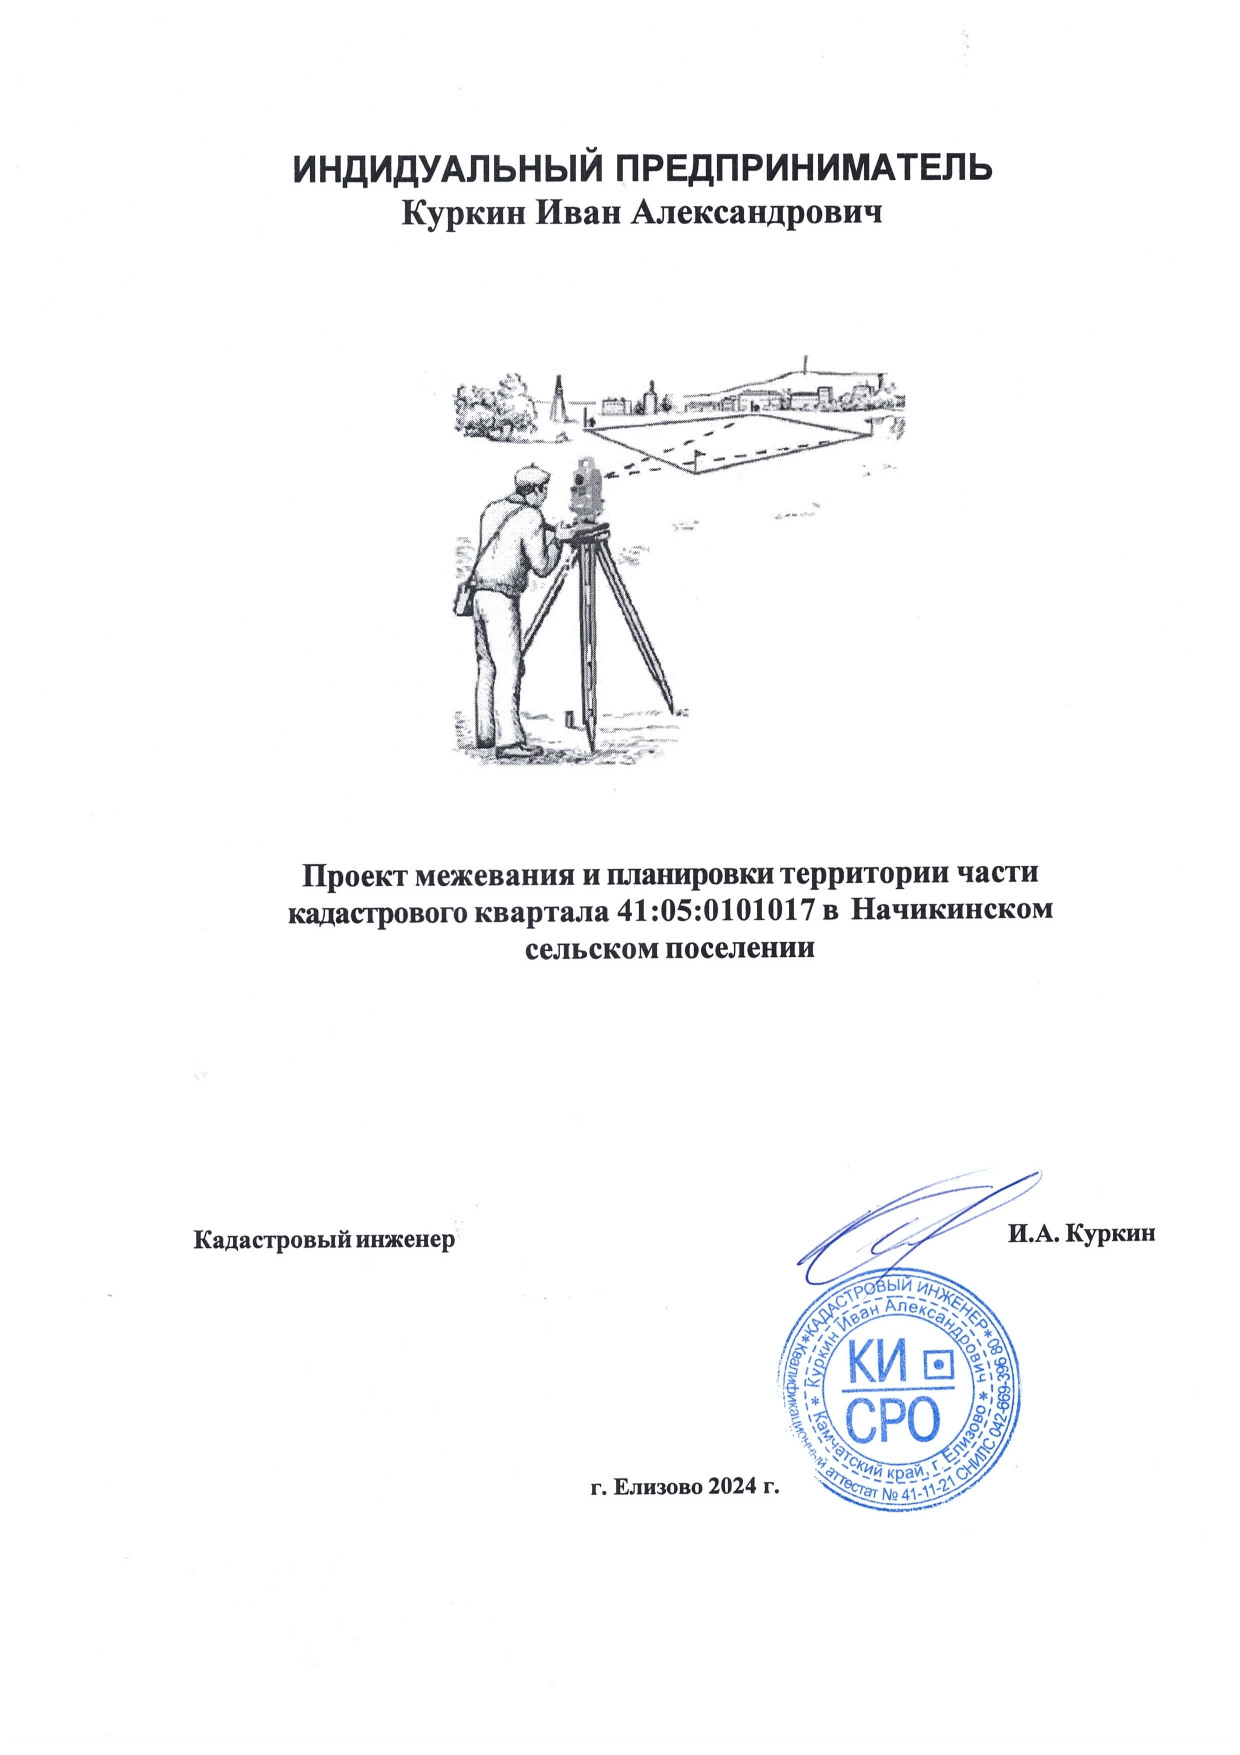 ИНДИДУАЛЬНЫЙ ПРЕДПРИНИМАТЕЛЬ
Куркин Иван Александрович
Проект межевания и планировки территории части
кадастрового квартала 41:05:0101017 в Начикинском
сельском поселении
Кадастровый инженер
И.А. Куркин
*КАДАСТРОВЫЙ ИНЖЕНЕР*
Квалификационный аттестат № 41-11-21 СНИЛС 042-669-396 80
* Куркин Иван Александрович *
Камчатский край, г. Елизово
КИ
СРО
г. Елизово 2024 г.